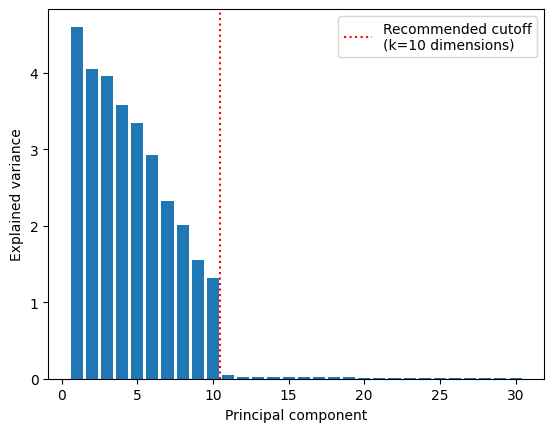 Recommended cutoff
(k=10 dimensions)
Explained variance
4
3
2
1
0
0 5 10 15 20 25 30
Principal component